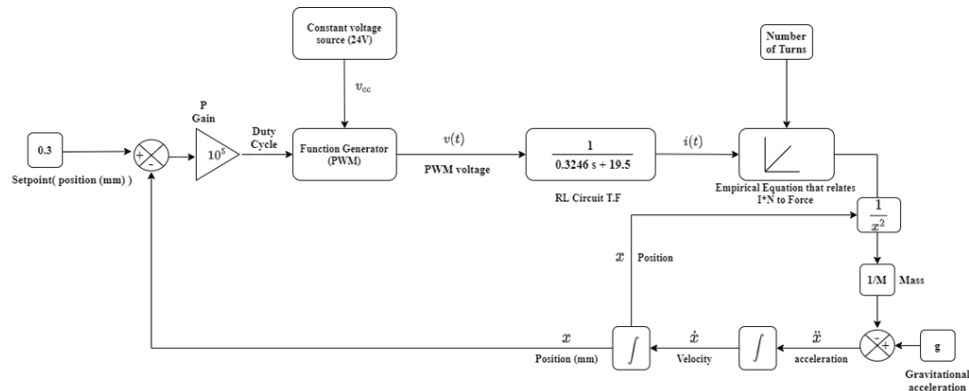 Constant voltage
source (24V)
Number
of Turns
v_cc
P
Gain
0.3
+
-
10^5
Duty
Cycle
Function Generator
(PWM)
v(t)
PWM voltage
1
0.3246 s + 19.5
i(t)
Setpoint( position (mm) )
RL Circuit T.F
Empirical Equation that relates
I*N to Force
1
x^2
x
Position
1/M
Mass
x
Position (mm)
∫
ẋ
Velocity
∫
ẍ
acceleration
-
+
g
Gravitational
acceleration